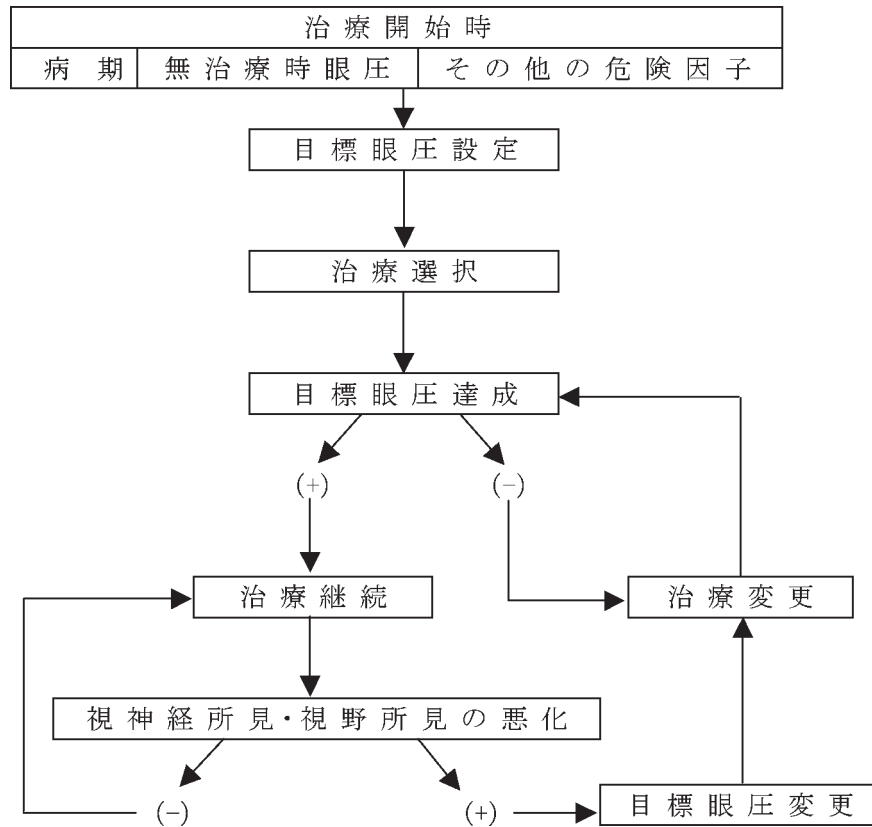 治療開始時
病期 無治療時眼圧 その他の危険因子
目標眼圧設定
治療選択
目標眼圧達成
(+) (−)
治療継続 治療変更
視神経所見・視野所見の悪化
(−) (+) 目標眼圧変更